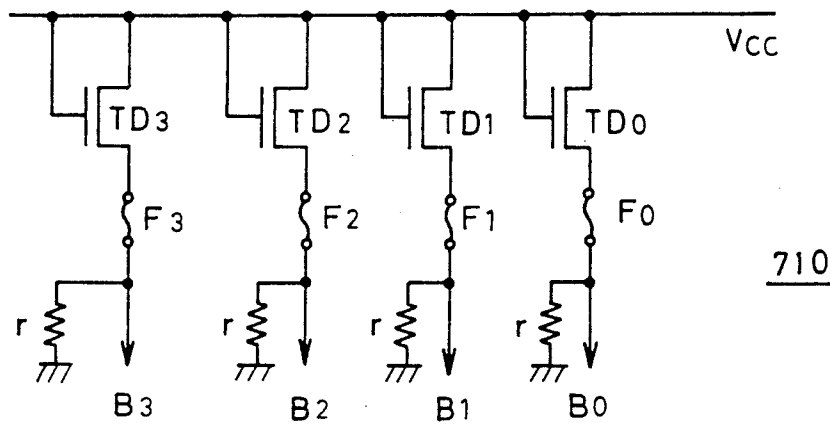 VCC
TD3 TD2 TD1 TD0
F3 F2 F1 F0
710
r r r r
B3 B2 B1 B0